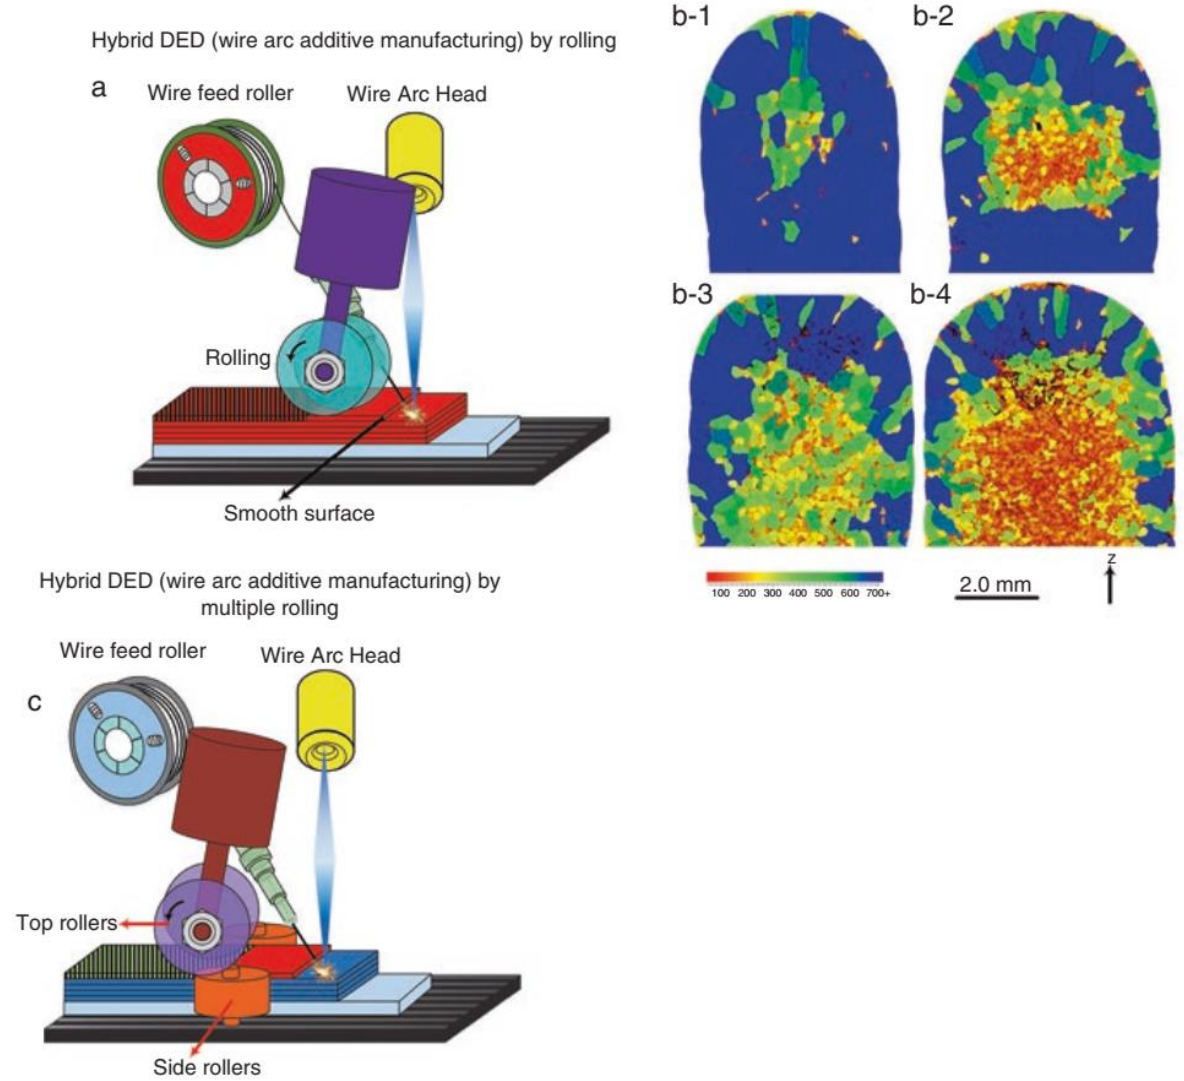 Hybrid DED (wire arc additive manufacturing) by rolling
a
Wire feed roller
Wire Arc Head
Rolling
Smooth surface
b-1
b-2
b-3
b-4
100 200 300 400 500 600 700+
2.0 mm
z
Hybrid DED (wire arc additive manufacturing) by
multiple rolling
Wire feed roller
Wire Arc Head
c
Top rollers
Side rollers